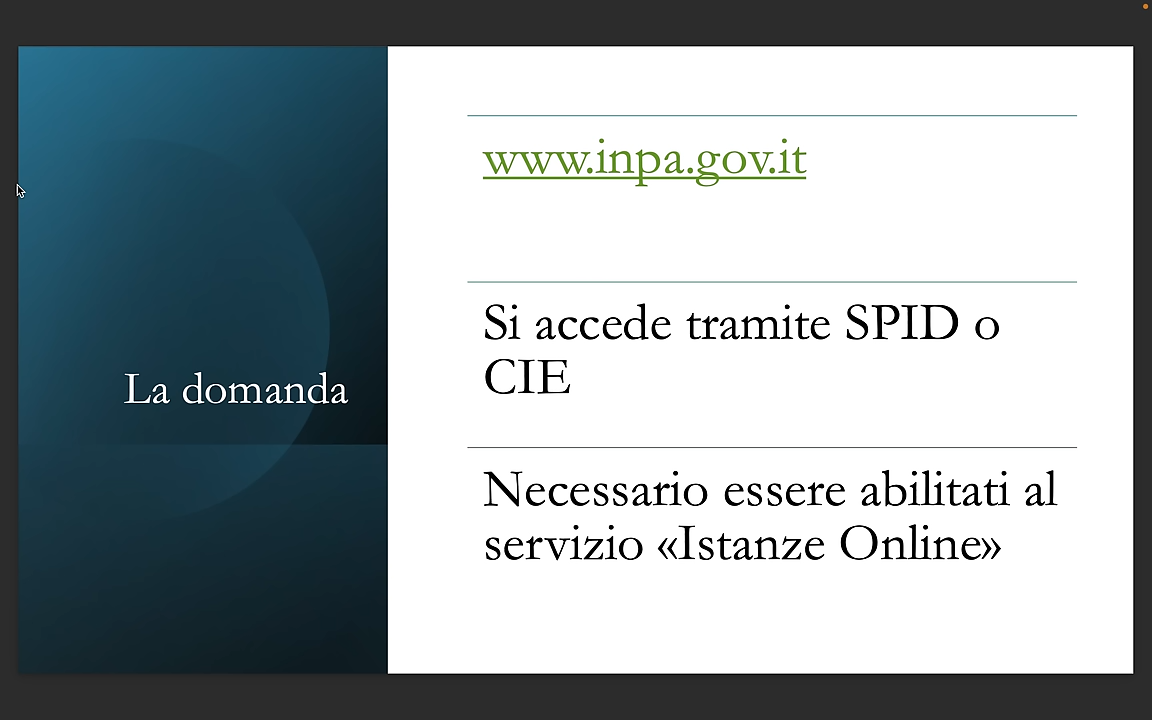 La domanda
www.inpa.gov.it
Si accede tramite SPID o
CIE
Necessario essere abilitati al
servizio «Istanze Online»